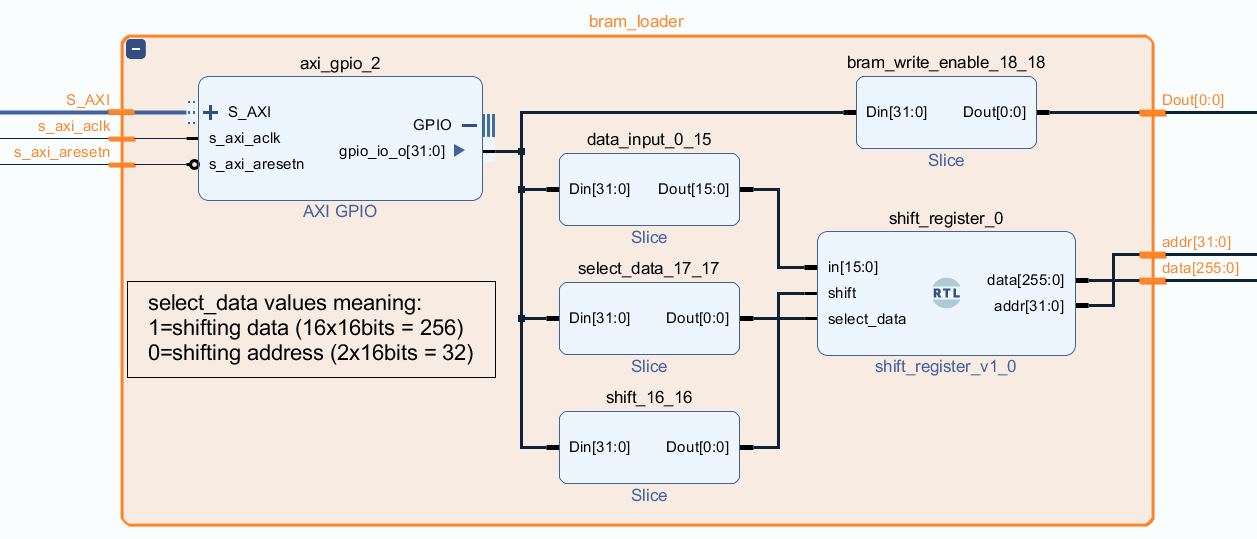 bram_loader
S_AXI
s_axi_aclk
s_axi_aresetn
axi_gpio_2
S_AXI
s_axi_aclk
s_axi_aresetn
GPIO
gpio_io_o[31:0]
AXI GPIO
select_data values meaning:
1=shifting data (16x16bits = 256)
0=shifting address (2x16bits = 32)
data_input_0_15
Din[31:0] Dout[15:0]
Slice
select_data_17_17
Din[31:0] Dout[0:0]
Slice
shift_16_16
Din[31:0] Dout[0:0]
Slice
bram_write_enable_18_18
Din[31:0] Dout[0:0]
Slice
shift_register_0
in[15:0]
shift
select_data
RTL
data[255:0]
addr[31:0]
shift_register_v1_0
Dout[0:0]
addr[31:0]
data[255:0]